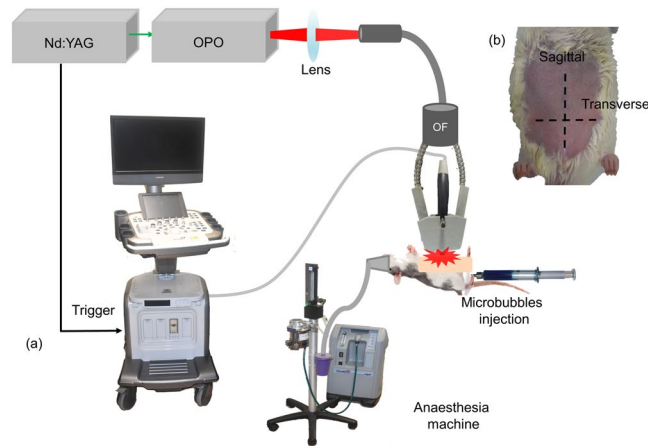 Nd:YAG
OPO
Lens
(b)
Sagittal
Transverse
OF
Trigger
(a)
Microbubbles
injection
Anaesthesia
machine